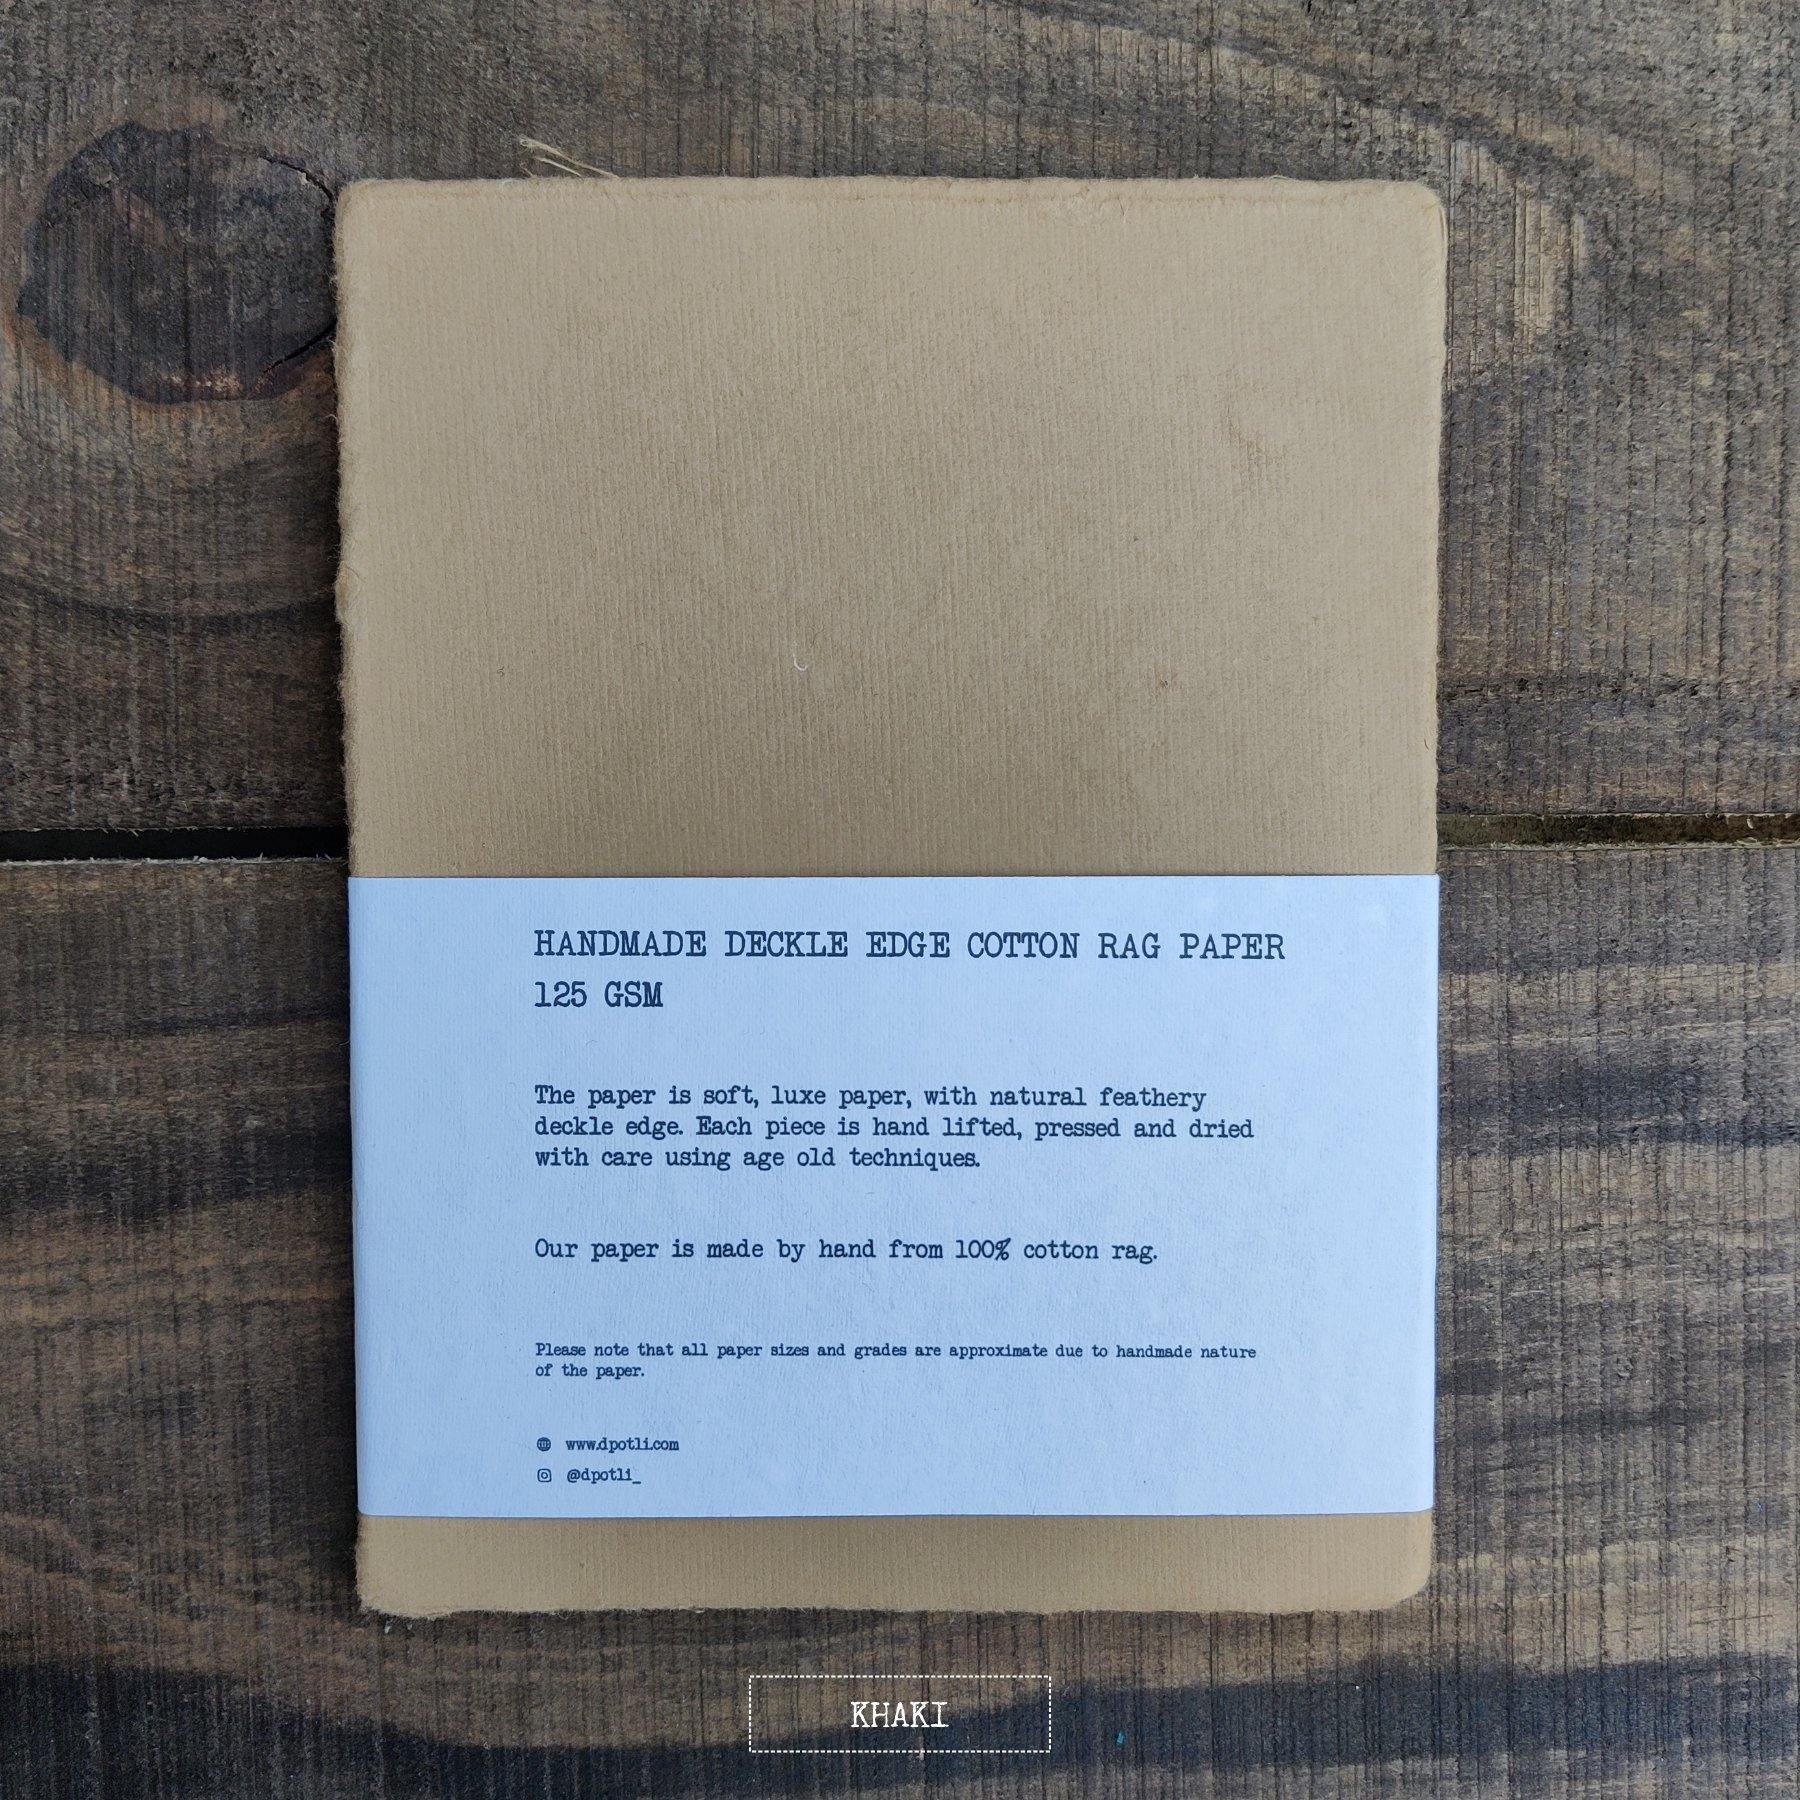 HANDMADE DECKLE EDGE COTTON RAG PAPER
125 GSM
The paper is soft, luxe paper, with natural feathery
deckle edge. Each piece is hand lifted, pressed and dried
with care using age old techniques.
Our paper is made by hand from 100% cotton rag.
Please note that all paper sizes and grades are approximate due to handmade nature
of the paper.
www.dpotli.com
@dpotli_
KHAKI